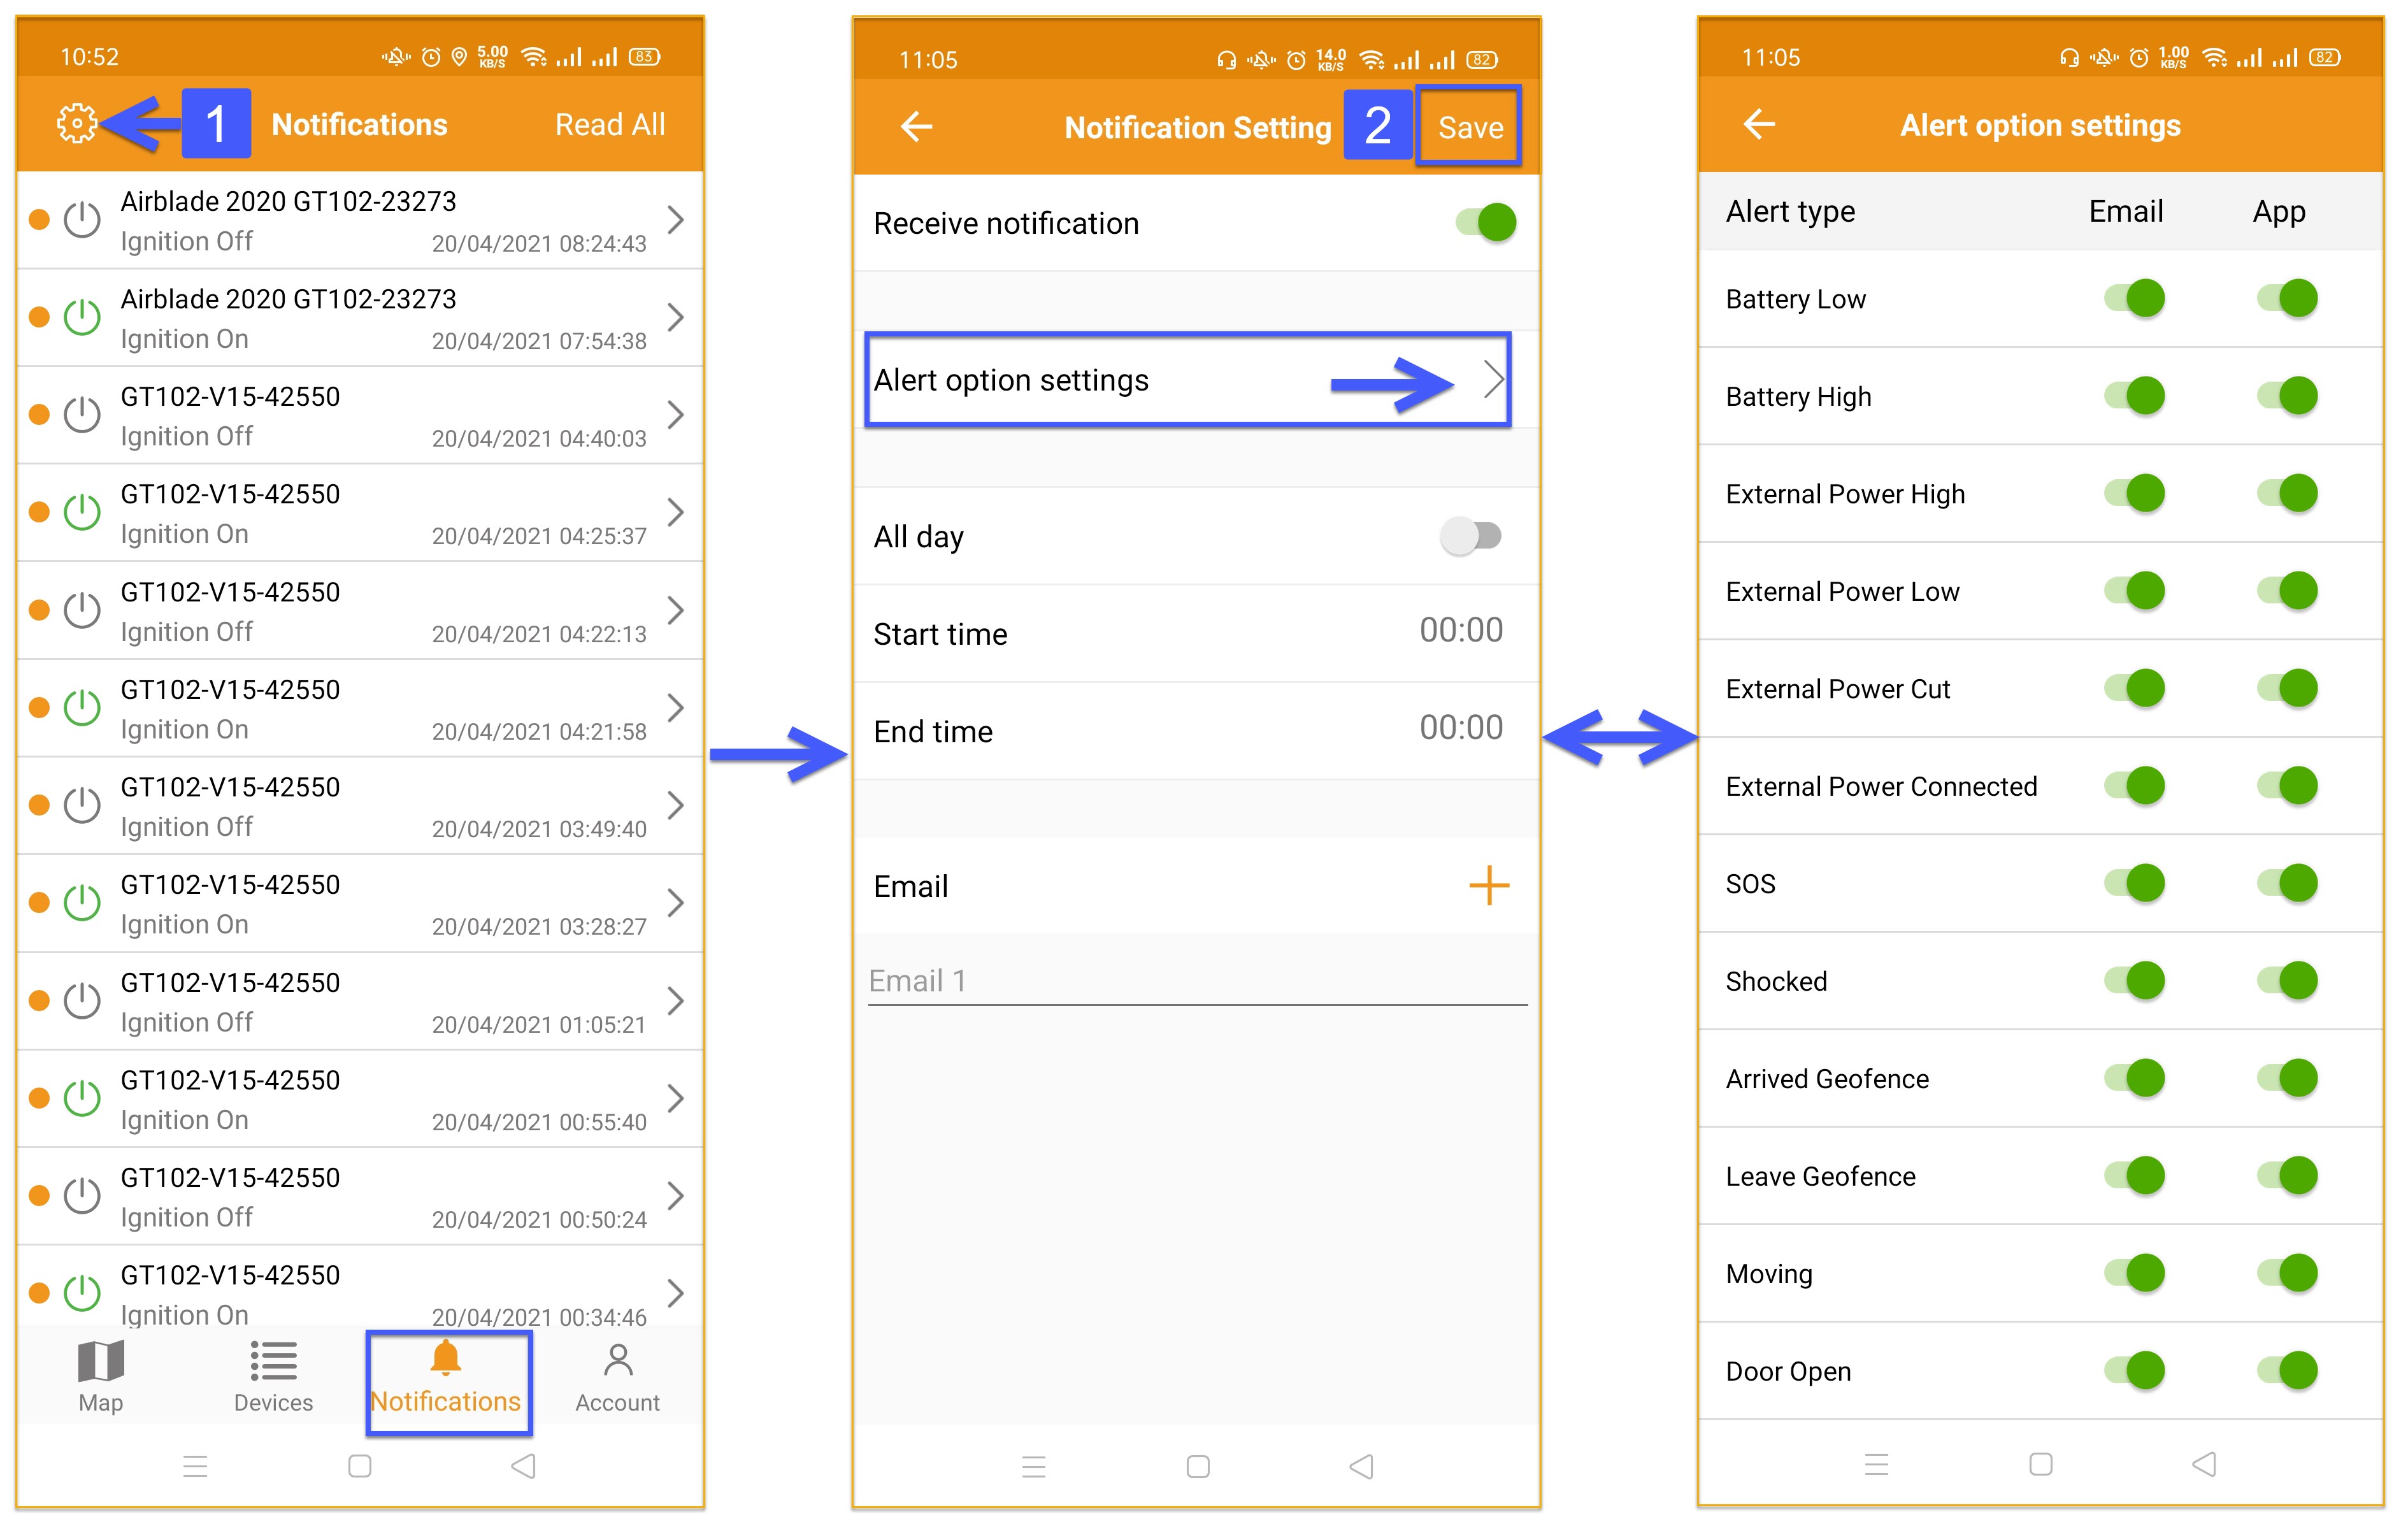 10:52
5.00
KB/S
83
1
Notifications
Read All
Airblade 2020 GT102-23273
Ignition Off
20/04/2021 08:24:43
Airblade 2020 GT102-23273
Ignition On
20/04/2021 07:54:38
GT102-V15-42550
Ignition Off
20/04/2021 04:40:03
GT102-V15-42550
Ignition On
20/04/2021 04:25:37
GT102-V15-42550
Ignition Off
20/04/2021 04:22:13
GT102-V15-42550
Ignition On
20/04/2021 04:21:58
GT102-V15-42550
Ignition Off
20/04/2021 03:49:40
GT102-V15-42550
Ignition On
20/04/2021 03:28:27
GT102-V15-42550
Ignition Off
20/04/2021 01:05:21
GT102-V15-42550
Ignition On
20/04/2021 00:55:40
GT102-V15-42550
Ignition Off
20/04/2021 00:50:24
GT102-V15-42550
Ignition On
20/04/2021 00:34:46
Map
Devices
Notifications
Account
11:05
14.0
KB/S
82
Notification Setting
2
Save
Receive notification
Alert option settings
All day
Start time
00:00
End time
00:00
Email
Email 1
11:05
1.00
KB/S
82
Alert option settings
Alert type
Email
App
Battery Low
Battery High
External Power High
External Power Low
External Power Cut
External Power Connected
SOS
Shocked
Arrived Geofence
Leave Geofence
Moving
Door Open